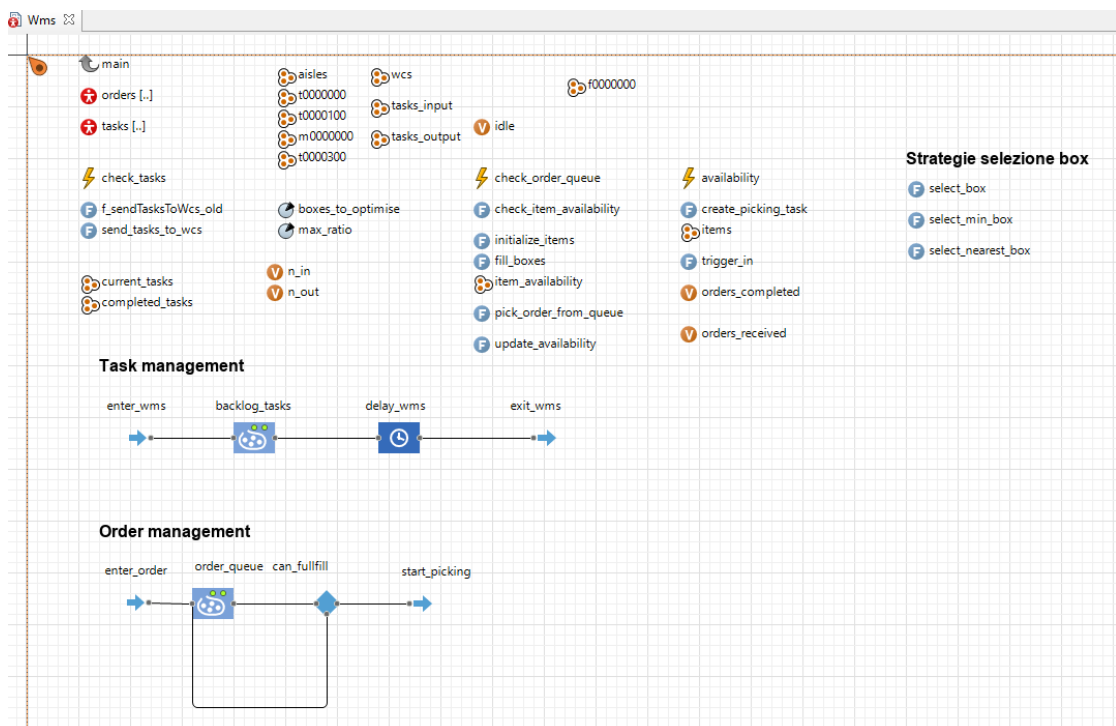 Wms
main
aisles
wcs
f0000000
orders [..]
t0000000
tasks_input
t0000100
tasks [..]
m0000000
tasks_output
idle
t0000300
Strategie selezione box
check_tasks
check_order_queue
availability
select_box
f_sendTasksToWcs_old
boxes_to_optimise
check_item_availability
create_picking_task
select_min_box
send_tasks_to_wcs
max_ratio
initialize_items
items
select_nearest_box
fill_boxes
trigger_in
n_in
current_tasks
item_availability
n_out
orders_completed
completed_tasks
pick_order_from_queue
orders_received
update_availability
Task management
enter_wms
backlog_tasks
delay_wms
exit_wms
Order management
enter_order
order_queue
can_fullfill
start_picking